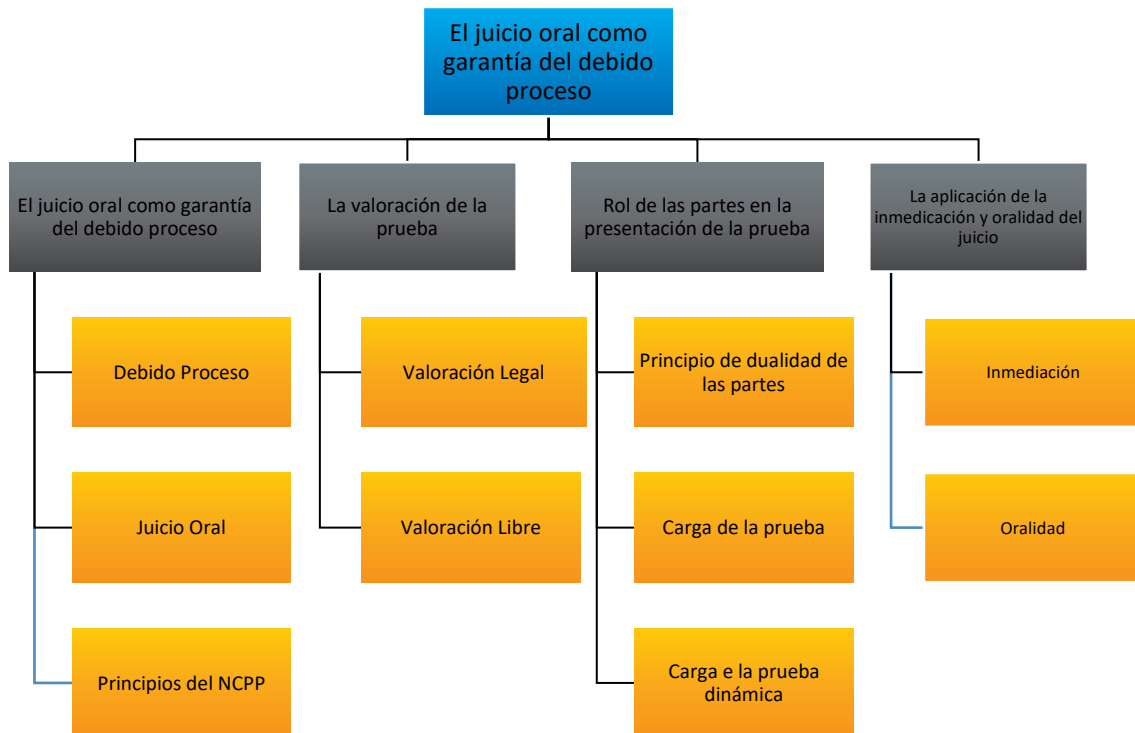 El juicio oral como
garantía del debido
proceso
El juicio oral como garantía
del debido proceso
La valoración de la
prueba
Rol de las partes en la
presentación de la prueba
La aplicación de la
inmedicación y oralidad del
juicio
Debido Proceso
Valoración Legal
Principio de dualidad de
las partes
Inmediación
Juicio Oral
Valoración Libre
Carga de la prueba
Oralidad
Principios del NCPP
Carga e la prueba
dinámica